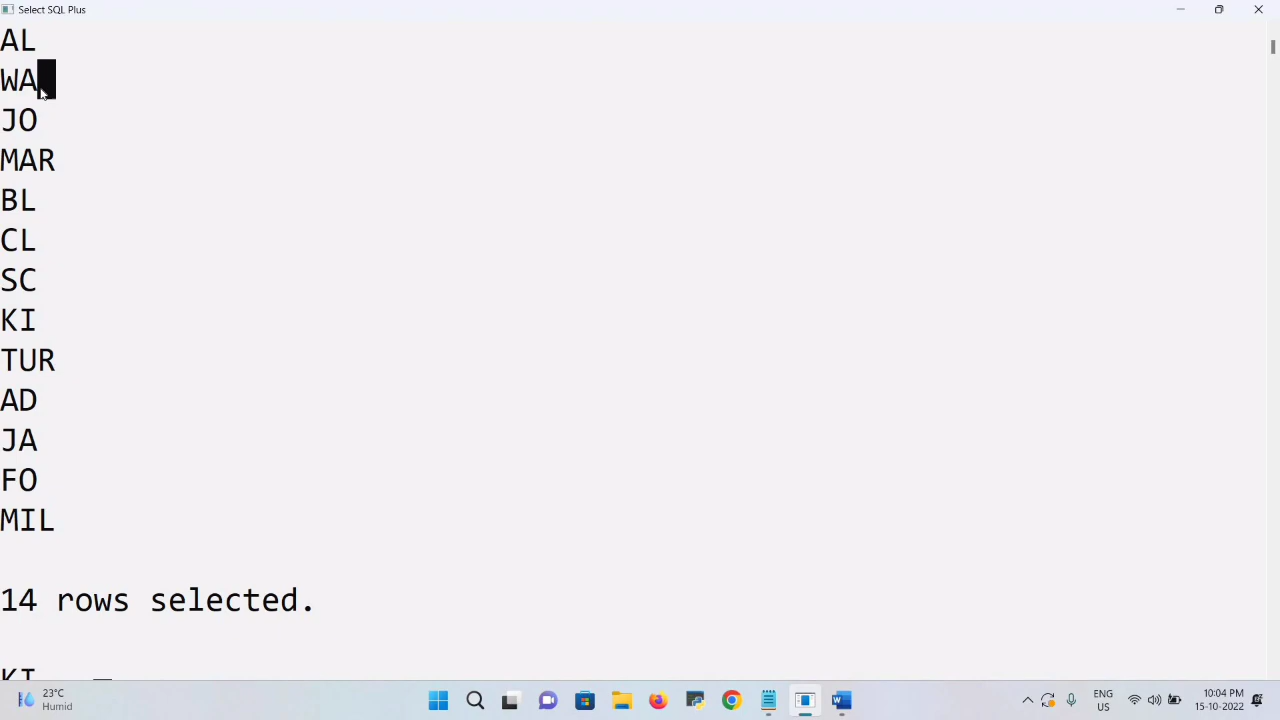 Select SQL Plus
AL
WA
JO
MAR
BL
CL
SC
KI
TUR
AD
JA
FO
MIL
14 rows selected.
KI
23°C
Humid
ENG
US
10:04 PM
15-10-2022